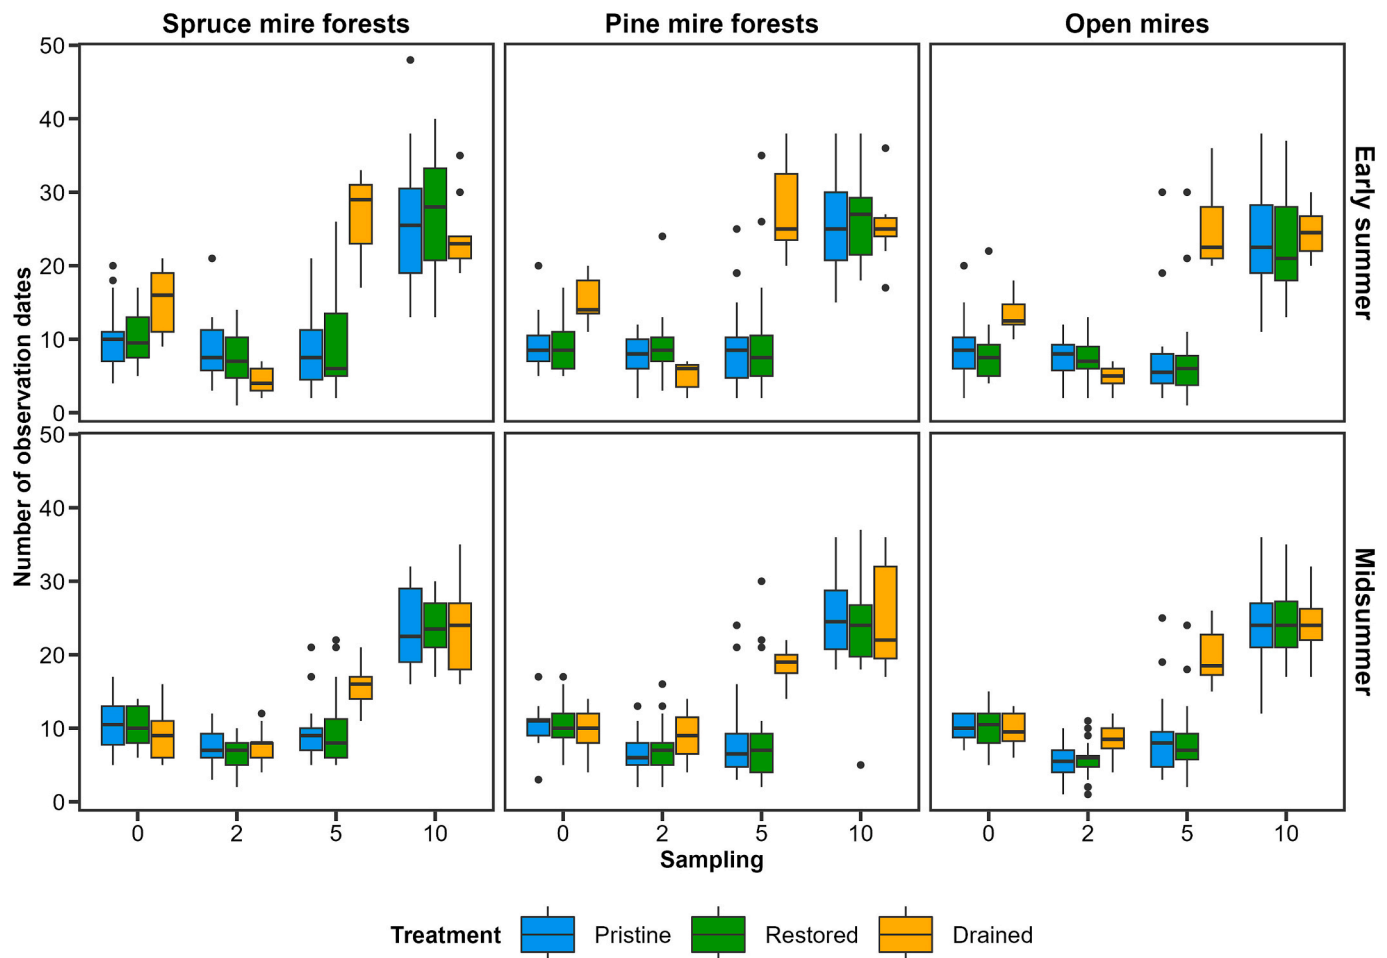 Spruce mire forests Pine mire forests Open mires
50
40
30
20
10
0
Early summer
Number of observation dates
50
40
30
20
10
0
Midsummer
0 2 5 10 0 2 5 10 0 2 5 10
Sampling
Treatment Pristine Restored Drained